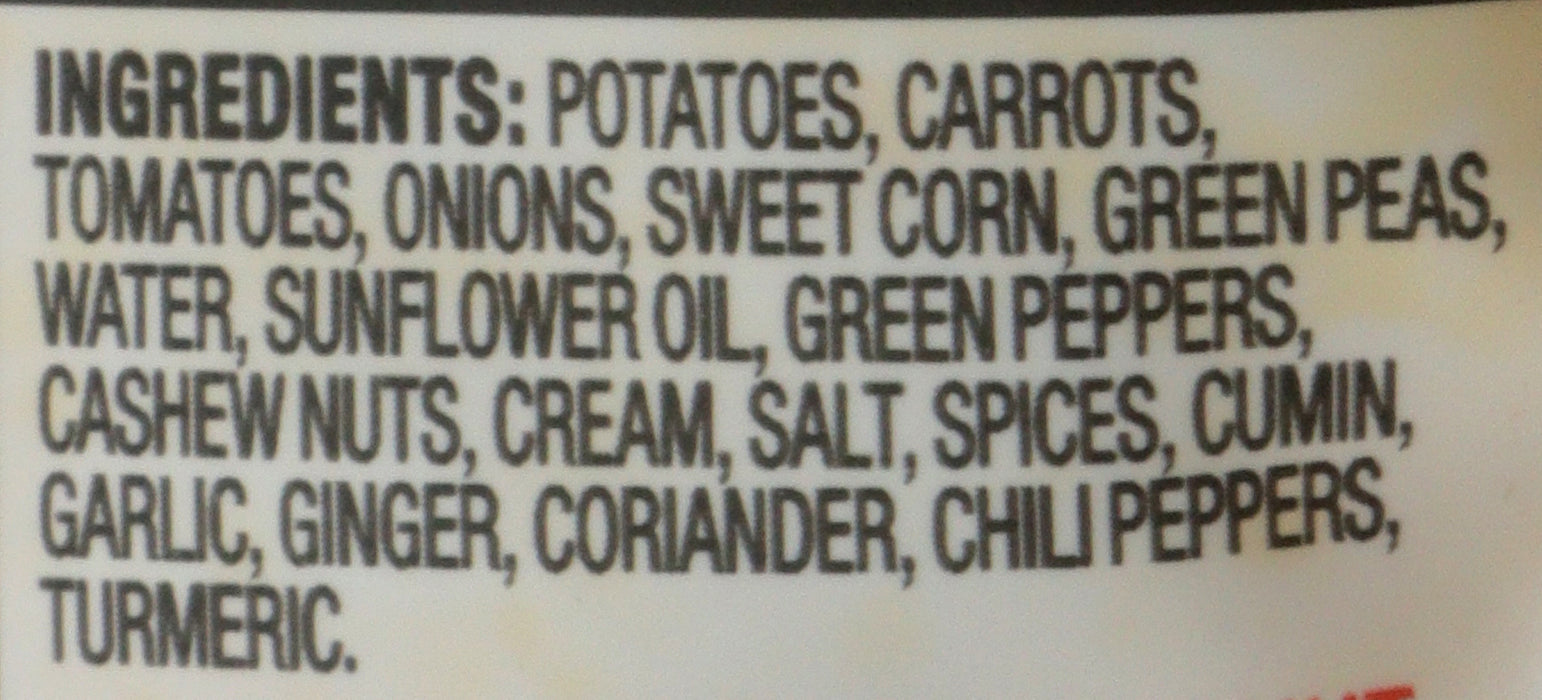 INGREDIENTS: POTATOES, CARROTS,
TOMATOES, ONIONS, SWEET CORN, GREEN PEAS,
WATER, SUNFLOWER OIL, GREEN PEPPERS,
CASHEW NUTS, CREAM, SALT, SPICES, CUMIN,
GARLIC, GINGER, CORIANDER, CHILI PEPPERS,
TURMERIC.